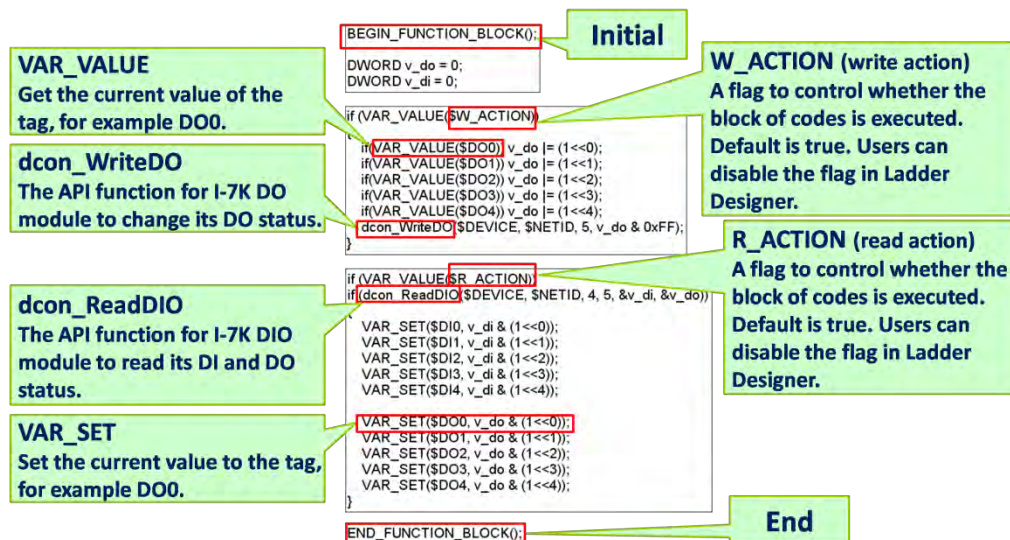 BEGIN_FUNCTION_BLOCK();
Initial
DWORD v_do = 0;
DWORD v_di = 0;
VAR_VALUE
Get the current value of the
tag, for example DO0.
dcon_WriteDO
The API function for I-7K DO
module to change its DO status.
W_ACTION (write action)
A flag to control whether the
block of codes is executed.
Default is true. Users can
disable the flag in Ladder
Designer.
if (VAR_VALUE($W_ACTION))
{
if(VAR_VALUE($DO0)) v_do |= (1<<0);
if(VAR_VALUE($DO1)) v_do |= (1<<1);
if(VAR_VALUE($DO2)) v_do |= (1<<2);
if(VAR_VALUE($DO3)) v_do |= (1<<3);
if(VAR_VALUE($DO4)) v_do |= (1<<4);
dcon_WriteDO($DEVICE, $NETID, 5, v_do & 0xFF);
}
R_ACTION (read action)
A flag to control whether the
block of codes is executed.
Default is true. Users can
disable the flag in Ladder
Designer.
dcon_ReadDIO
The API function for I-7K DIO
module to read its DI and DO
status.
VAR_SET
Set the current value to the tag,
for example DO0.
if (VAR_VALUE($R_ACTION))
if(dcon_ReadDIO($DEVICE, $NETID, 4, 5, &v_di, &v_do))
{
VAR_SET($DI0, v_di & (1<<0));
VAR_SET($DI1, v_di & (1<<1));
VAR_SET($DI2, v_di & (1<<2));
VAR_SET($DI3, v_di & (1<<3));
VAR_SET($DI4, v_di & (1<<4));
VAR_SET($DO0, v_do & (1<<0));
VAR_SET($DO1, v_do & (1<<1));
VAR_SET($DO2, v_do & (1<<2));
VAR_SET($DO3, v_do & (1<<3));
VAR_SET($DO4, v_do & (1<<4));
}
END_FUNCTION_BLOCK();
End